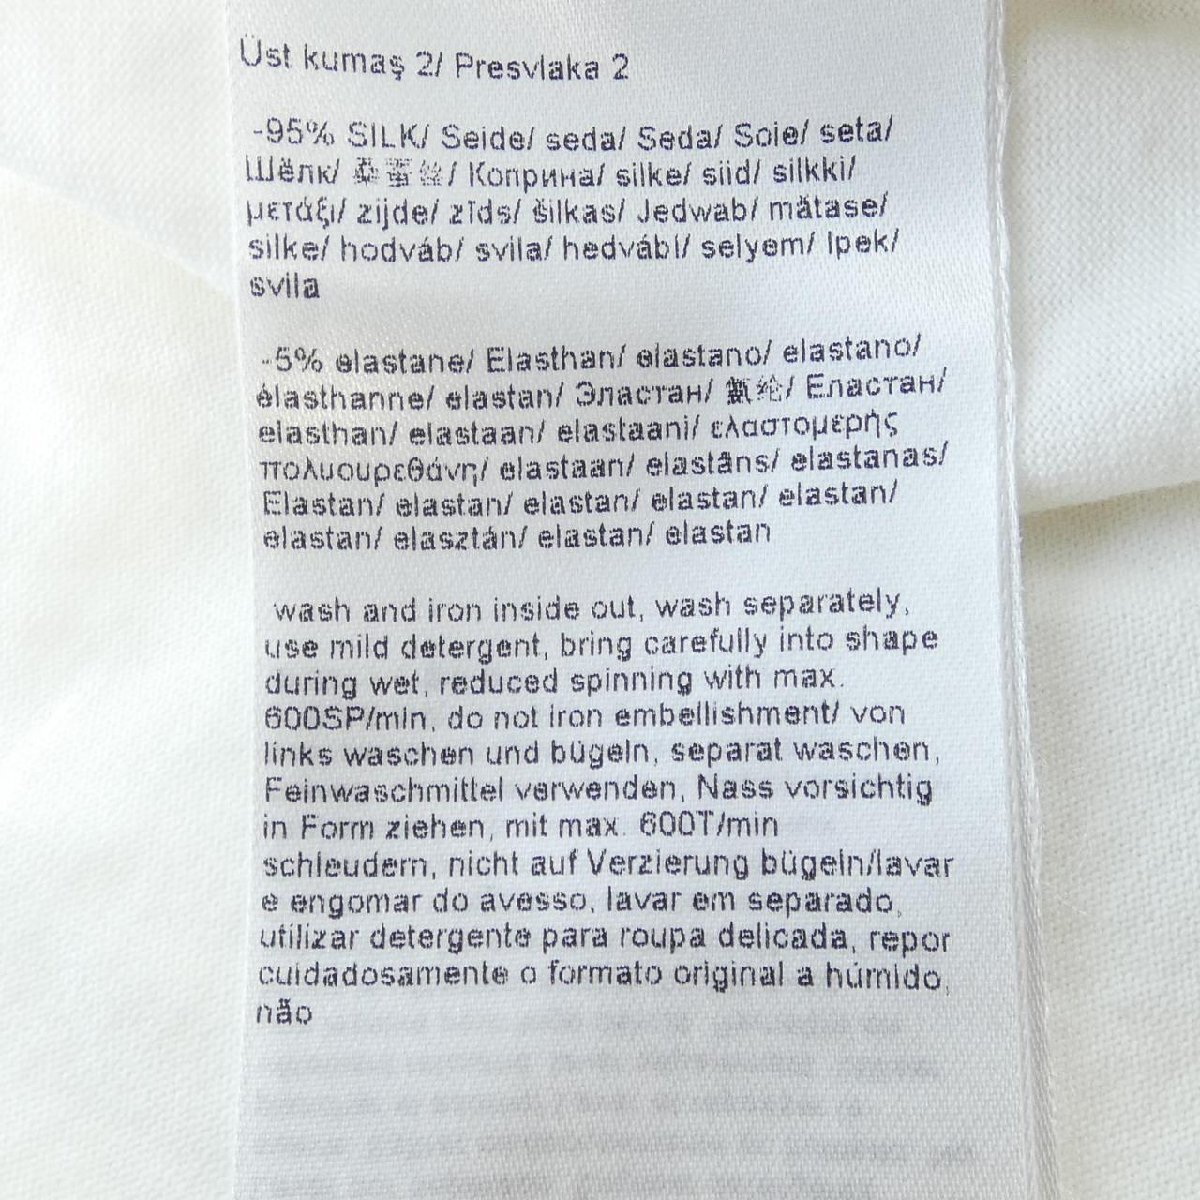 Üst kumaş 2/ Presvlaka 2
-95% SILK/ Seide/ seda/ Seda/ Soie/ seta/
Шёлк/ 桑蚕丝/ Коприна/ silke/ siid/ silkki/
μετάξι/ zijde/ zīds/ šilkas/ Jedwab/ mătase/
silke/ hodváb/ svila/ hedvábí/ selyem/ Ipek/
svila
-5% elastane/ Elasthan/ elastano/ elastano/
élasthanne/ elastan/ Эластан/ 氨纶/ Еластан/
elasthan/ elastaan/ elastaani/ ελαστομερής
πολυουρεθάνη/ elastaan/ elastāns/ elastanas/
Elastan/ elastan/ elastan/ elastan/ elastan/
elastan/ elasztán/ elastan/ elastan
wash and iron inside out, wash separately,
use mild detergent, bring carefully into shape
during wet, reduced spinning with max.
600SP/min, do not iron embellishment/ von
links waschen und bügeln, separat waschen,
Feinwaschmittel verwenden, Nass vorsichtig
in Form ziehen, mit max. 600T/min
schleudern, nicht auf Verzierung bügeln/lavar
e engomar do avesso, lavar em separado,
utilizar detergente para roupa delicada, repor
cuidadosamente o formato original a húmido,
não